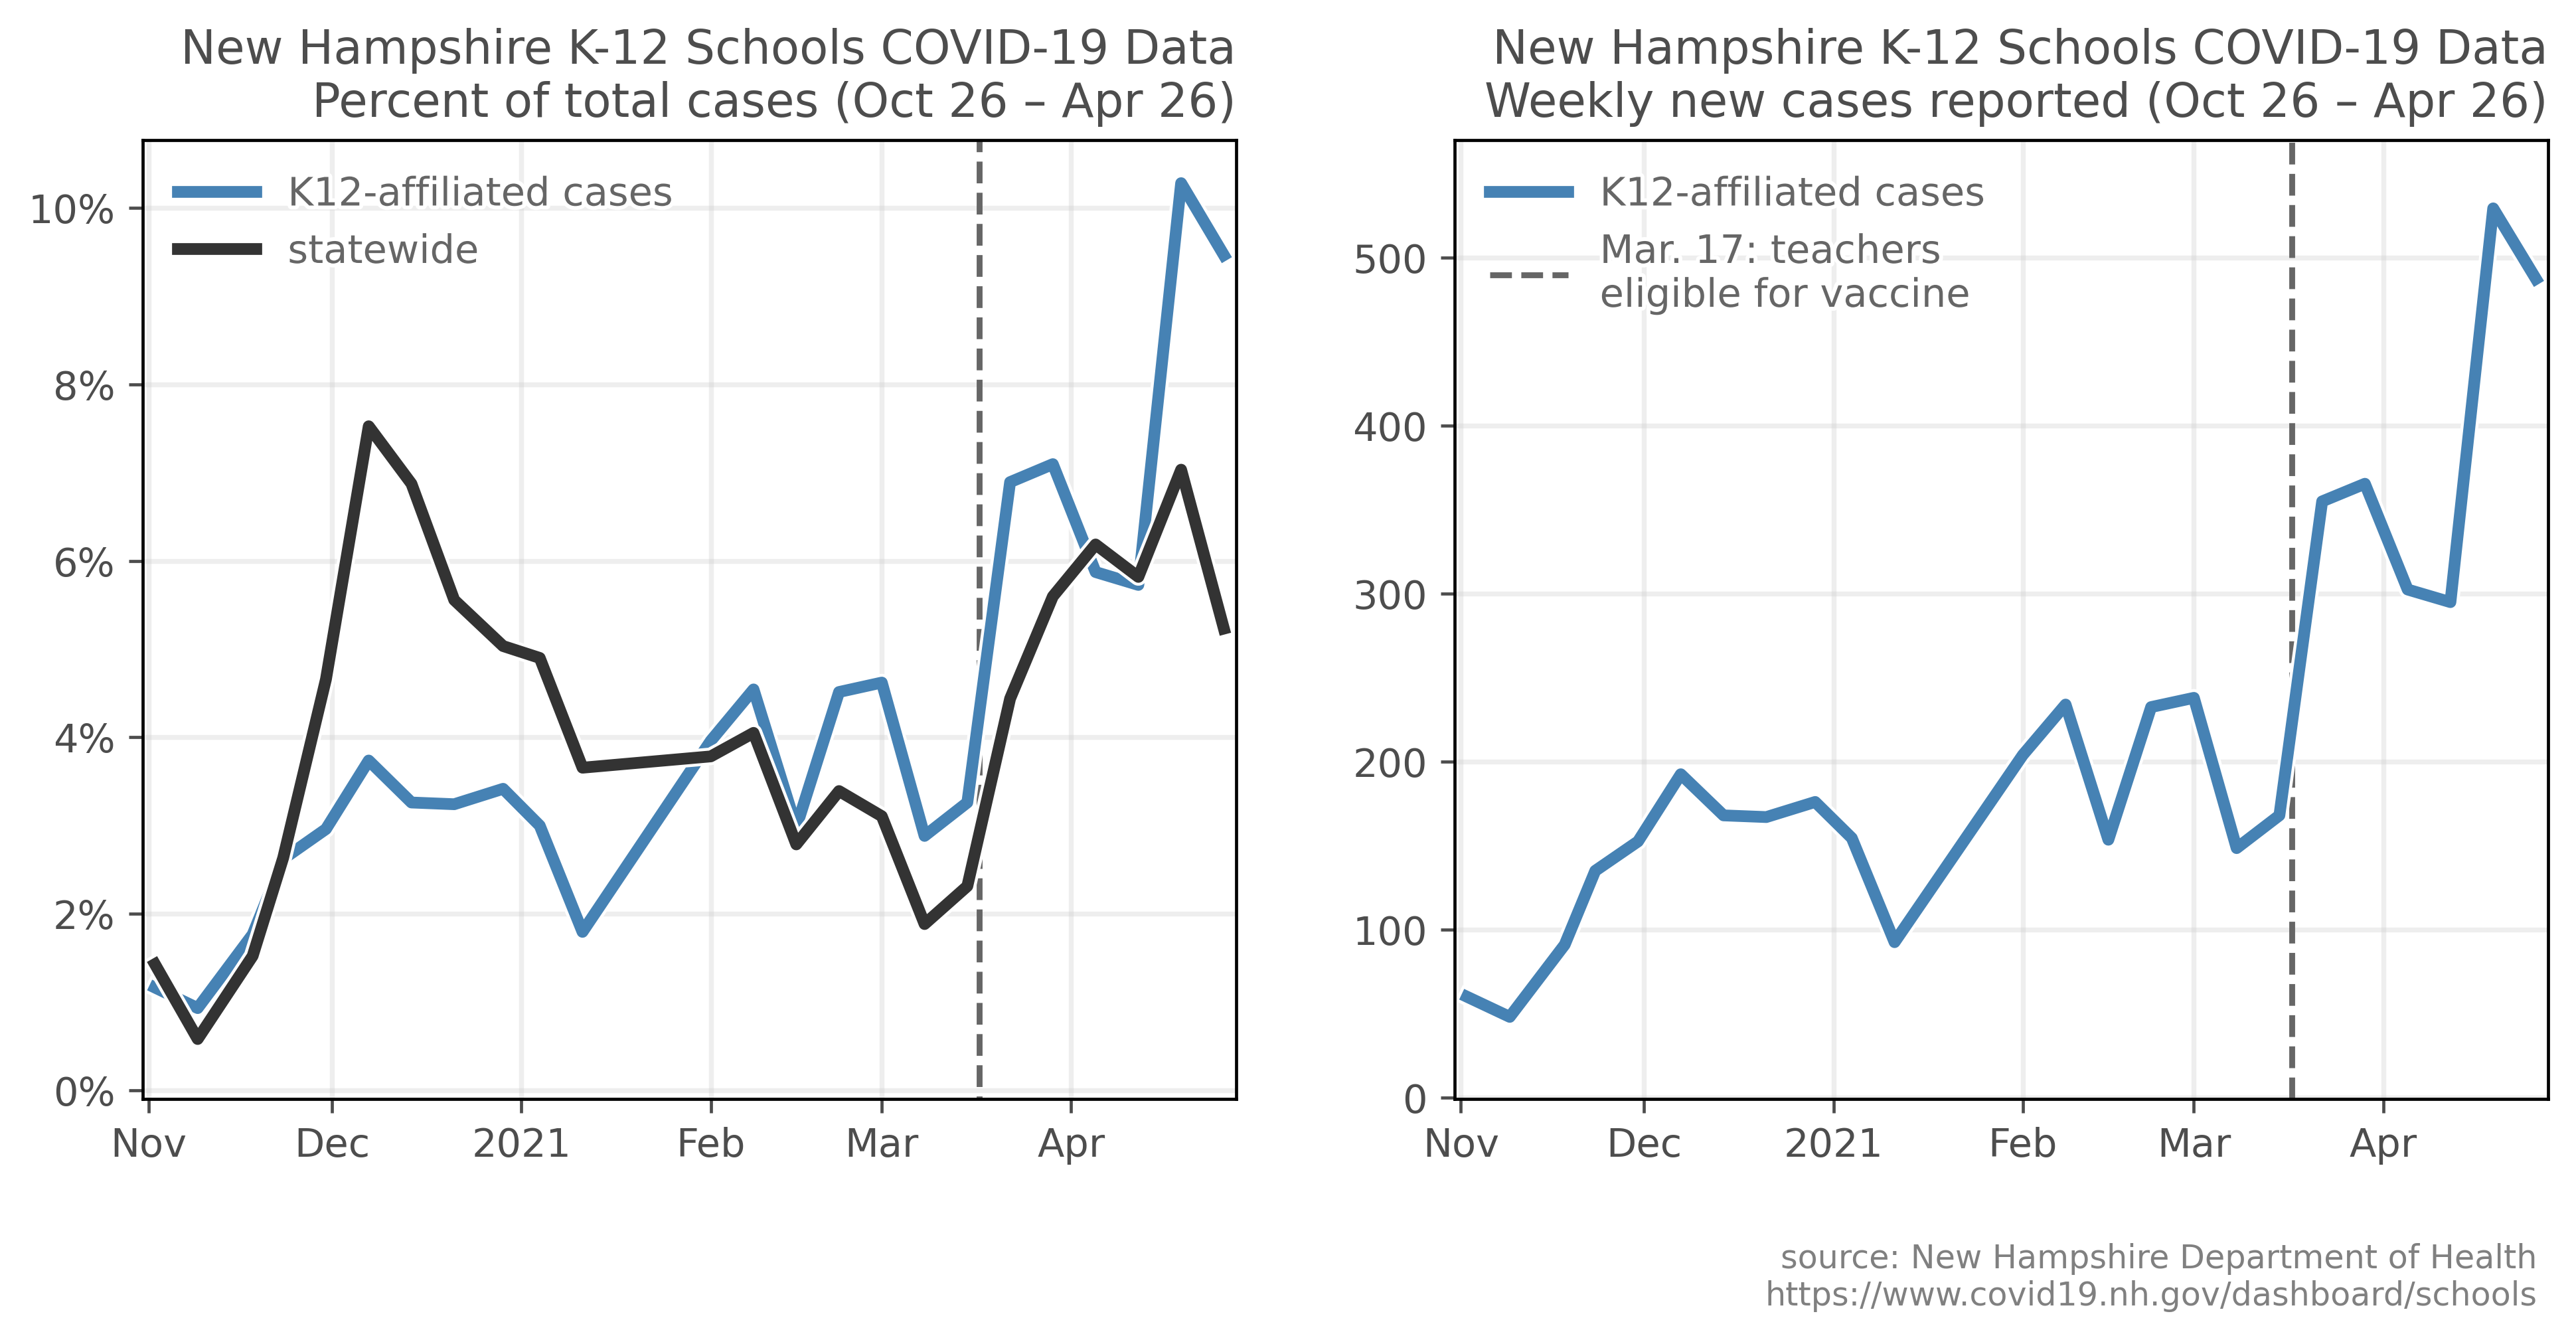 New Hampshire K-12 Schools COVID-19 Data
Percent of total cases (Oct 26 – Apr 26)
K12-affiliated cases
statewide
10%
8%
6%
4%
2%
0%
Nov
Dec
2021
Feb
Mar
Apr
New Hampshire K-12 Schools COVID-19 Data
Weekly new cases reported (Oct 26 – Apr 26)
K12-affiliated cases
Mar. 17: teachers
eligible for vaccine
500
400
300
200
100
0
Nov
Dec
2021
Feb
Mar
Apr
source: New Hampshire Department of Health
https://www.covid19.nh.gov/dashboard/schools